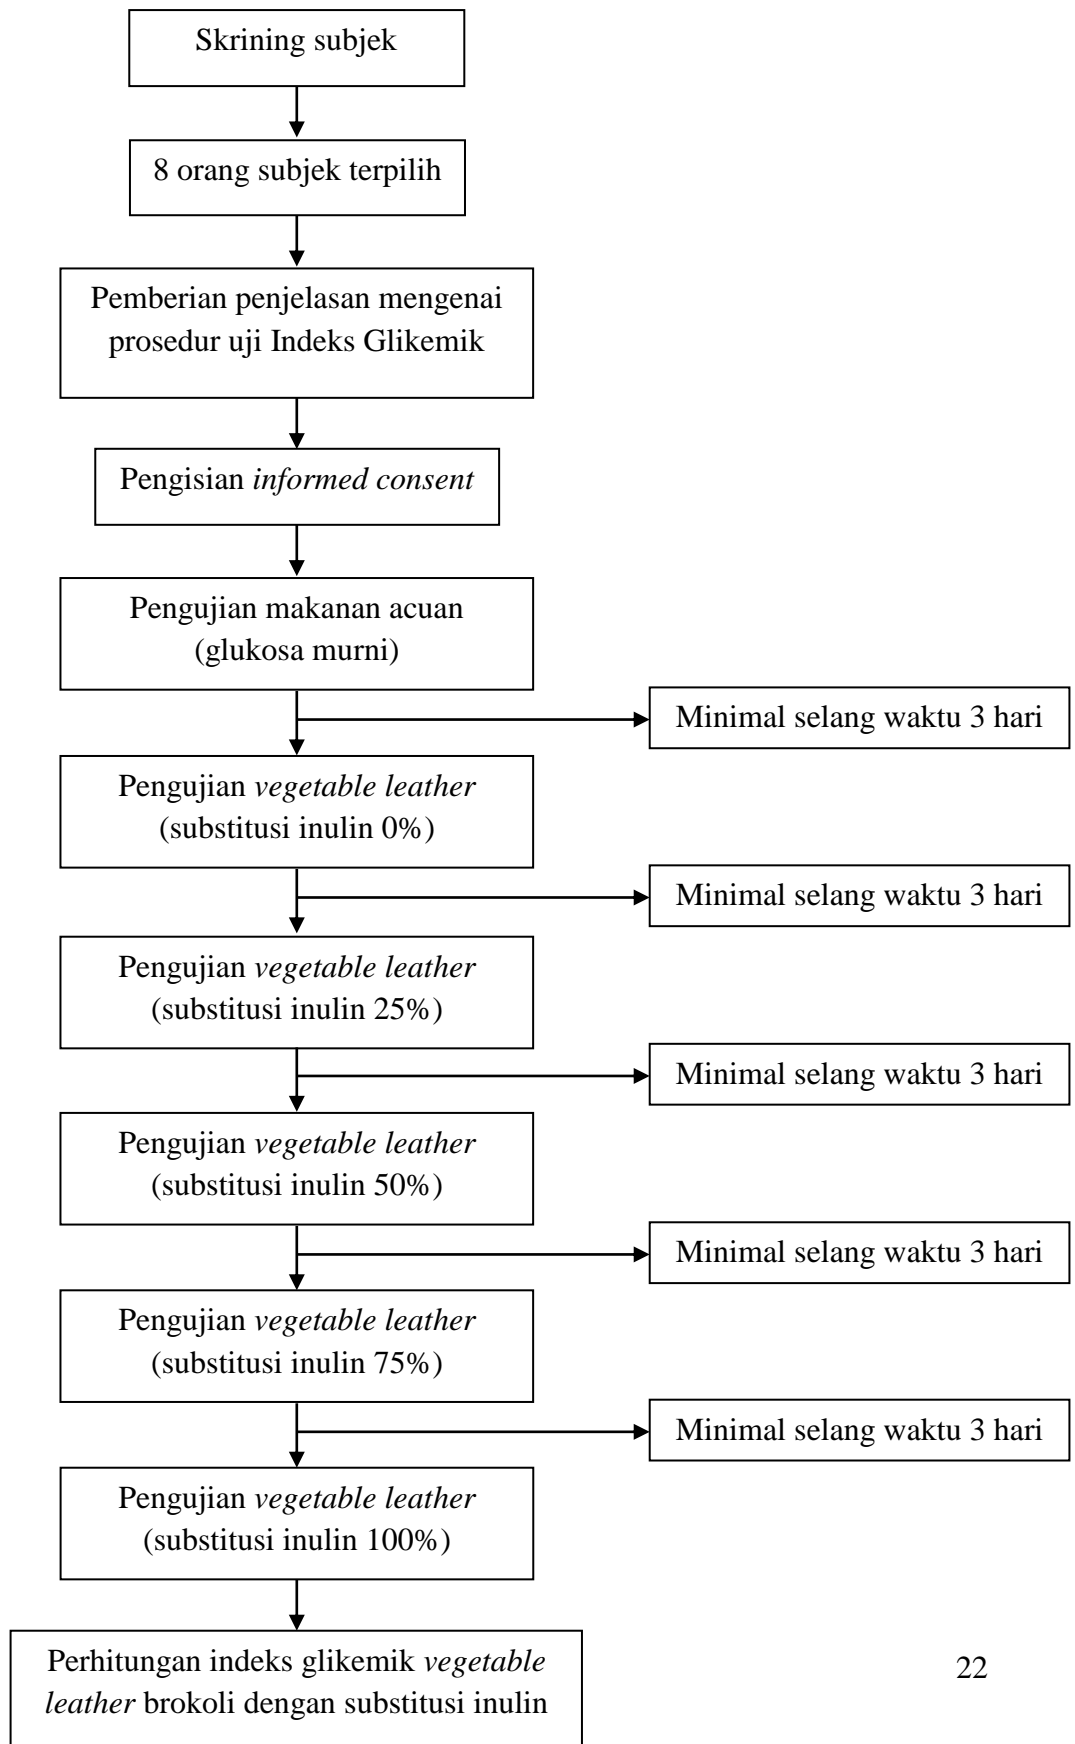 Skrining subjek
8 orang subjek terpilih
Pemberian penjelasan mengenai
prosedur uji Indeks Glikemik
Pengisian informed consent
Pengujian makanan acuan
(glukosa murni)
Minimal selang waktu 3 hari
Pengujian vegetable leather
(substitusi inulin 0%)
Minimal selang waktu 3 hari
Pengujian vegetable leather
(substitusi inulin 25%)
Minimal selang waktu 3 hari
Pengujian vegetable leather
(substitusi inulin 50%)
Minimal selang waktu 3 hari
Pengujian vegetable leather
(substitusi inulin 75%)
Minimal selang waktu 3 hari
Pengujian vegetable leather
(substitusi inulin 100%)
Perhitungan indeks glikemik vegetable
leather brokoli dengan substitusi inulin
22